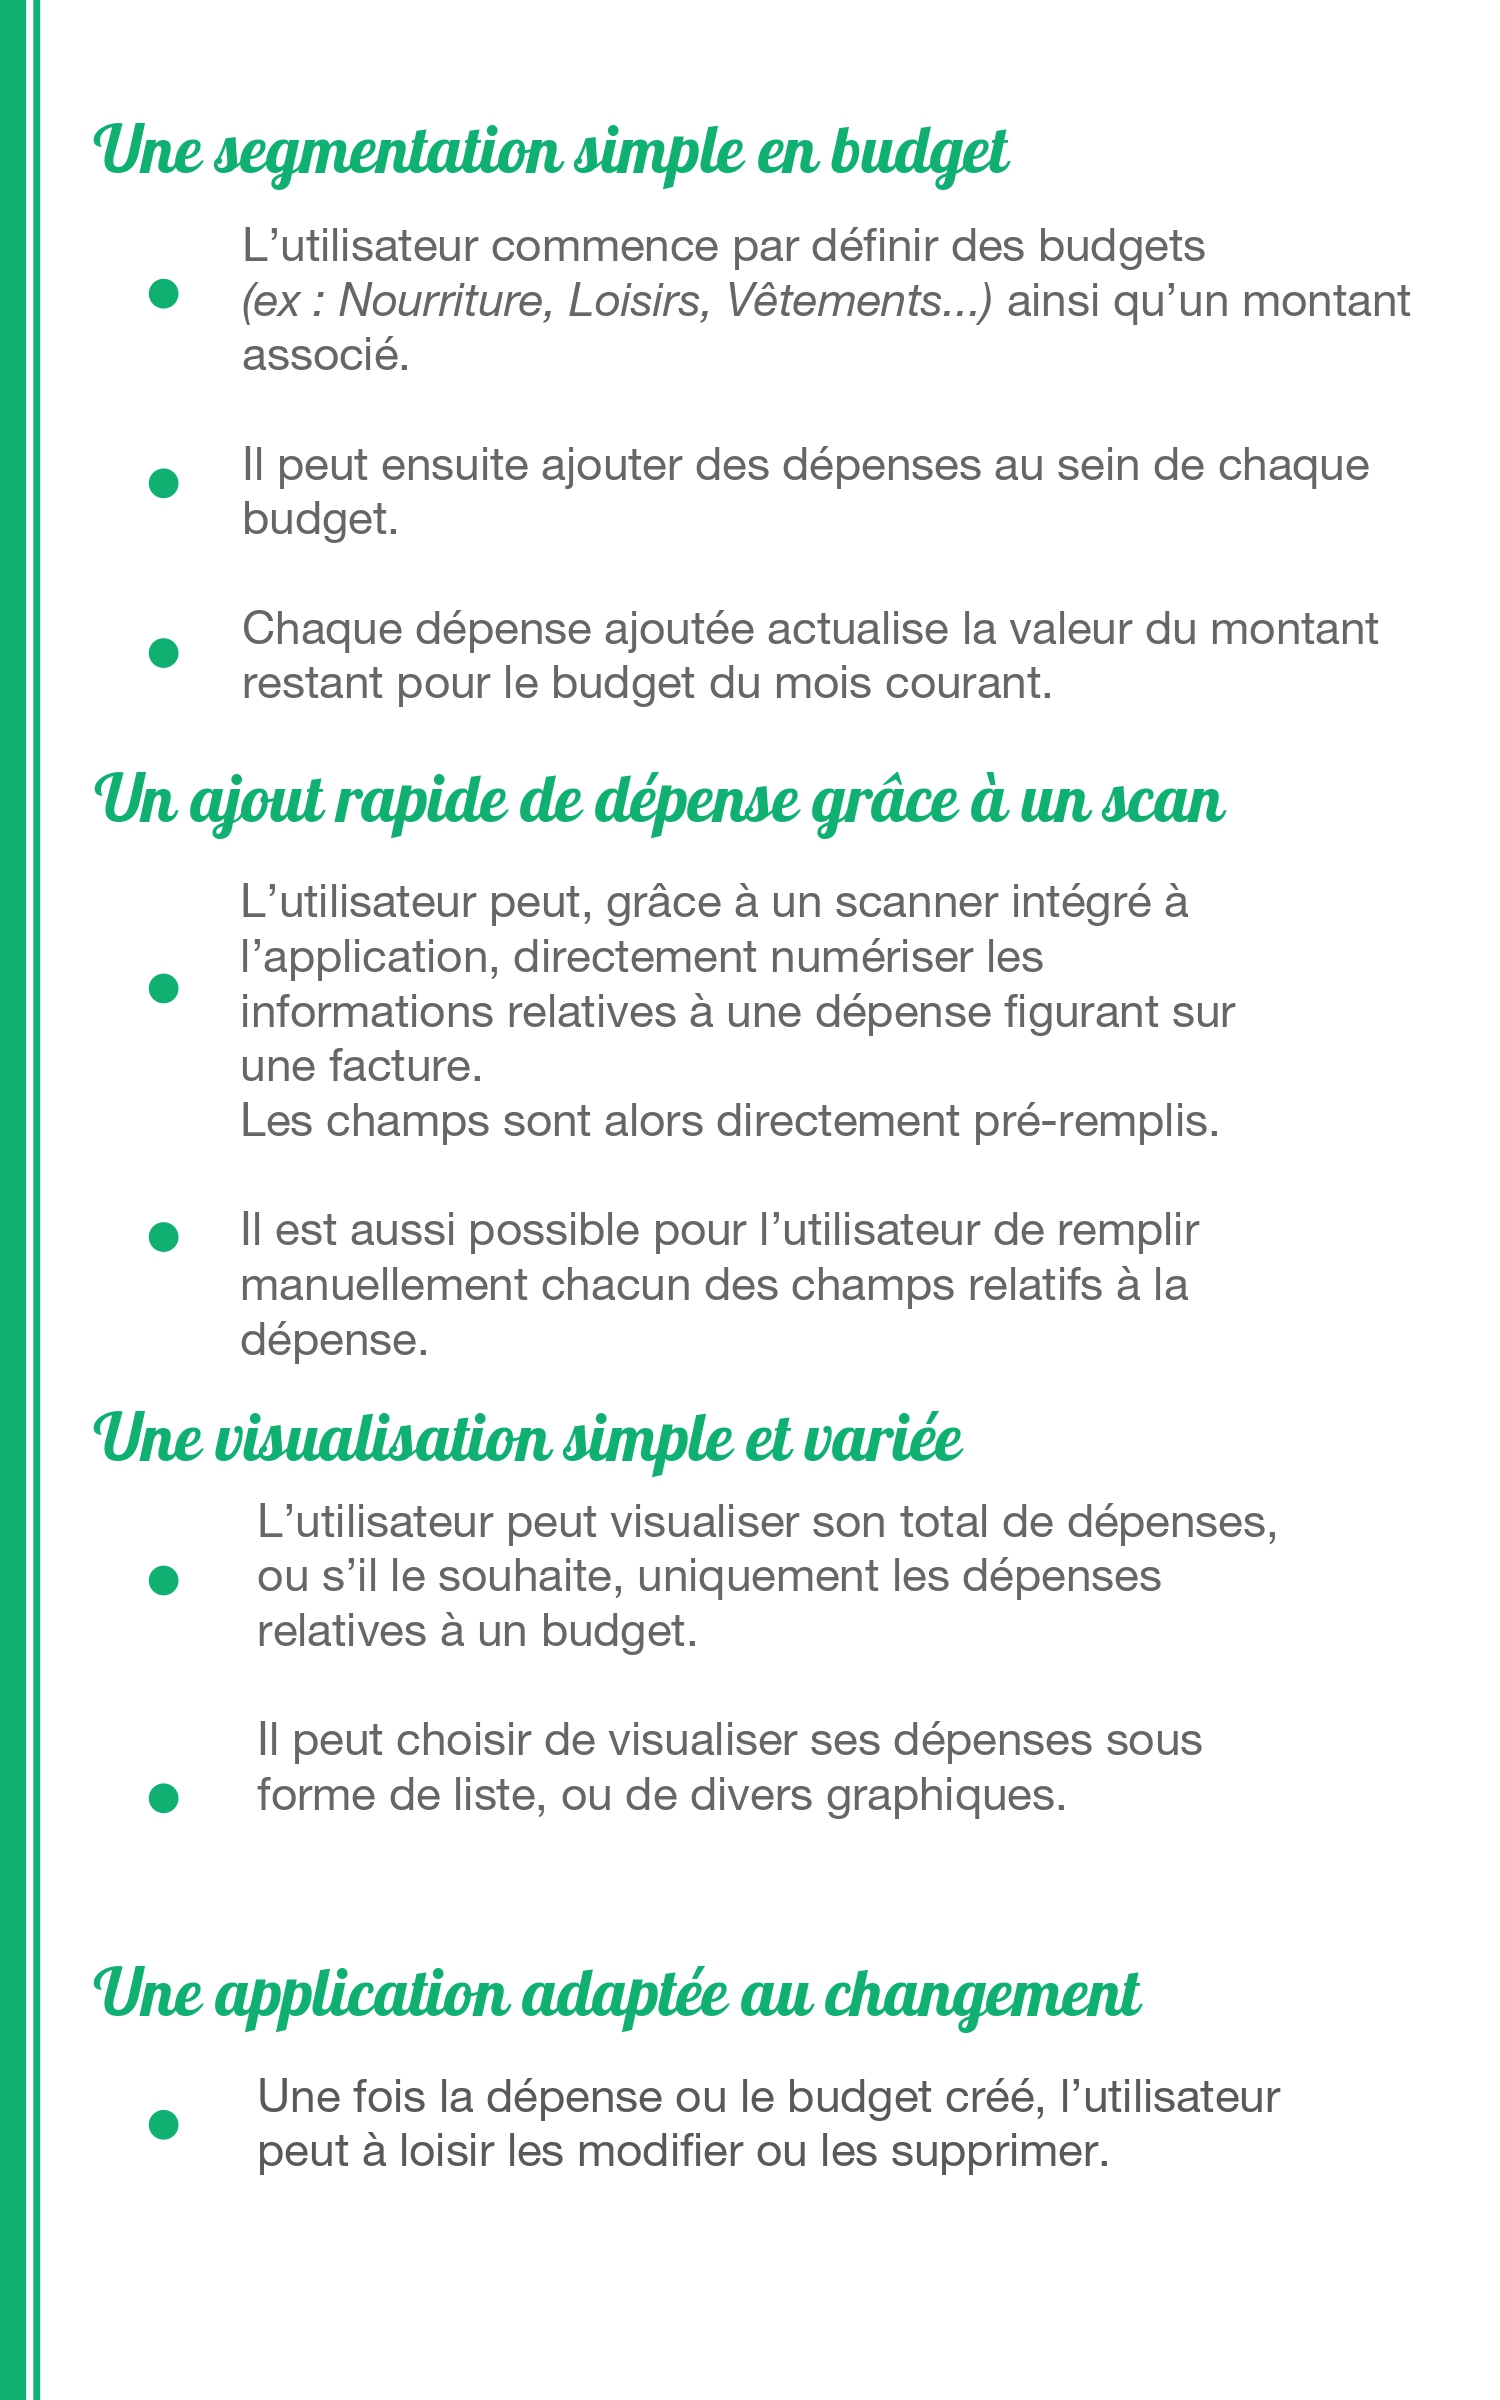 Une segmentation simple en budget
L’utilisateur commence par définir des budgets
(ex : Nourriture, Loisirs, Vêtements...) ainsi qu’un montant
associé.
Il peut ensuite ajouter des dépenses au sein de chaque
budget.
Chaque dépense ajoutée actualise la valeur du montant
restant pour le budget du mois courant.
Un ajout rapide de dépense grâce à un scan
L’utilisateur peut, grâce à un scanner intégré à
l’application, directement numériser les
informations relatives à une dépense figurant sur
une facture.
Les champs sont alors directement pré-remplis.
Il est aussi possible pour l’utilisateur de remplir
manuellement chacun des champs relatifs à la
dépense.
Une visualisation simple et variée
L’utilisateur peut visualiser son total de dépenses,
ou s’il le souhaite, uniquement les dépenses
relatives à un budget.
Il peut choisir de visualiser ses dépenses sous
forme de liste, ou de divers graphiques.
Une application adaptée au changement
Une fois la dépense ou le budget créé, l’utilisateur
peut à loisir les modifier ou les supprimer.